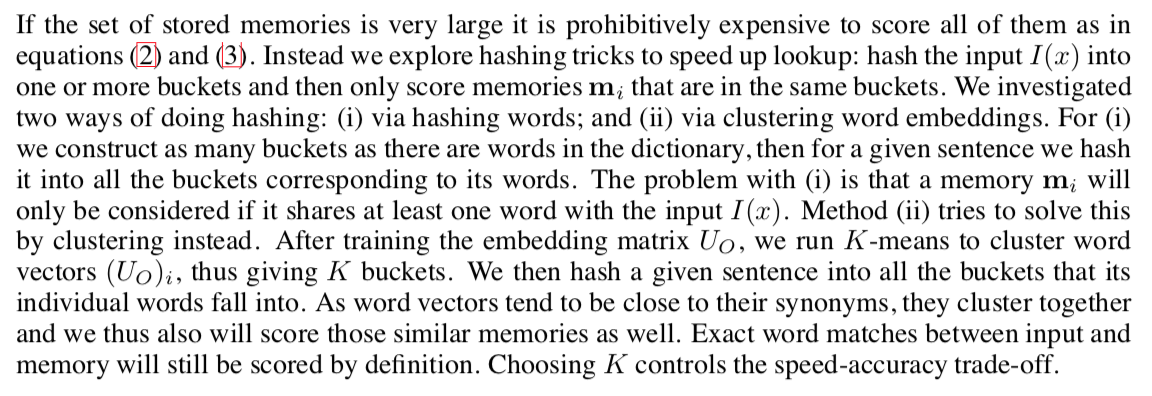 If the set of stored memories is very large it is prohibitively expensive to score all of them as in
equations (2) and (3). Instead we explore hashing tricks to speed up lookup: hash the input I(x) into
one or more buckets and then only score memories mᵢ that are in the same buckets. We investigated
two ways of doing hashing: (i) via hashing words; and (ii) via clustering word embeddings. For (i)
we construct as many buckets as there are words in the dictionary, then for a given sentence we hash
it into all the buckets corresponding to its words. The problem with (i) is that a memory mᵢ will
only be considered if it shares at least one word with the input I(x). Method (ii) tries to solve this
by clustering instead. After training the embedding matrix U_O, we run K-means to cluster word
vectors (U_O)ᵢ, thus giving K buckets. We then hash a given sentence into all the buckets that its
individual words fall into. As word vectors tend to be close to their synonyms, they cluster together
and we thus also will score those similar memories as well. Exact word matches between input and
memory will still be scored by definition. Choosing K controls the speed-accuracy trade-off.